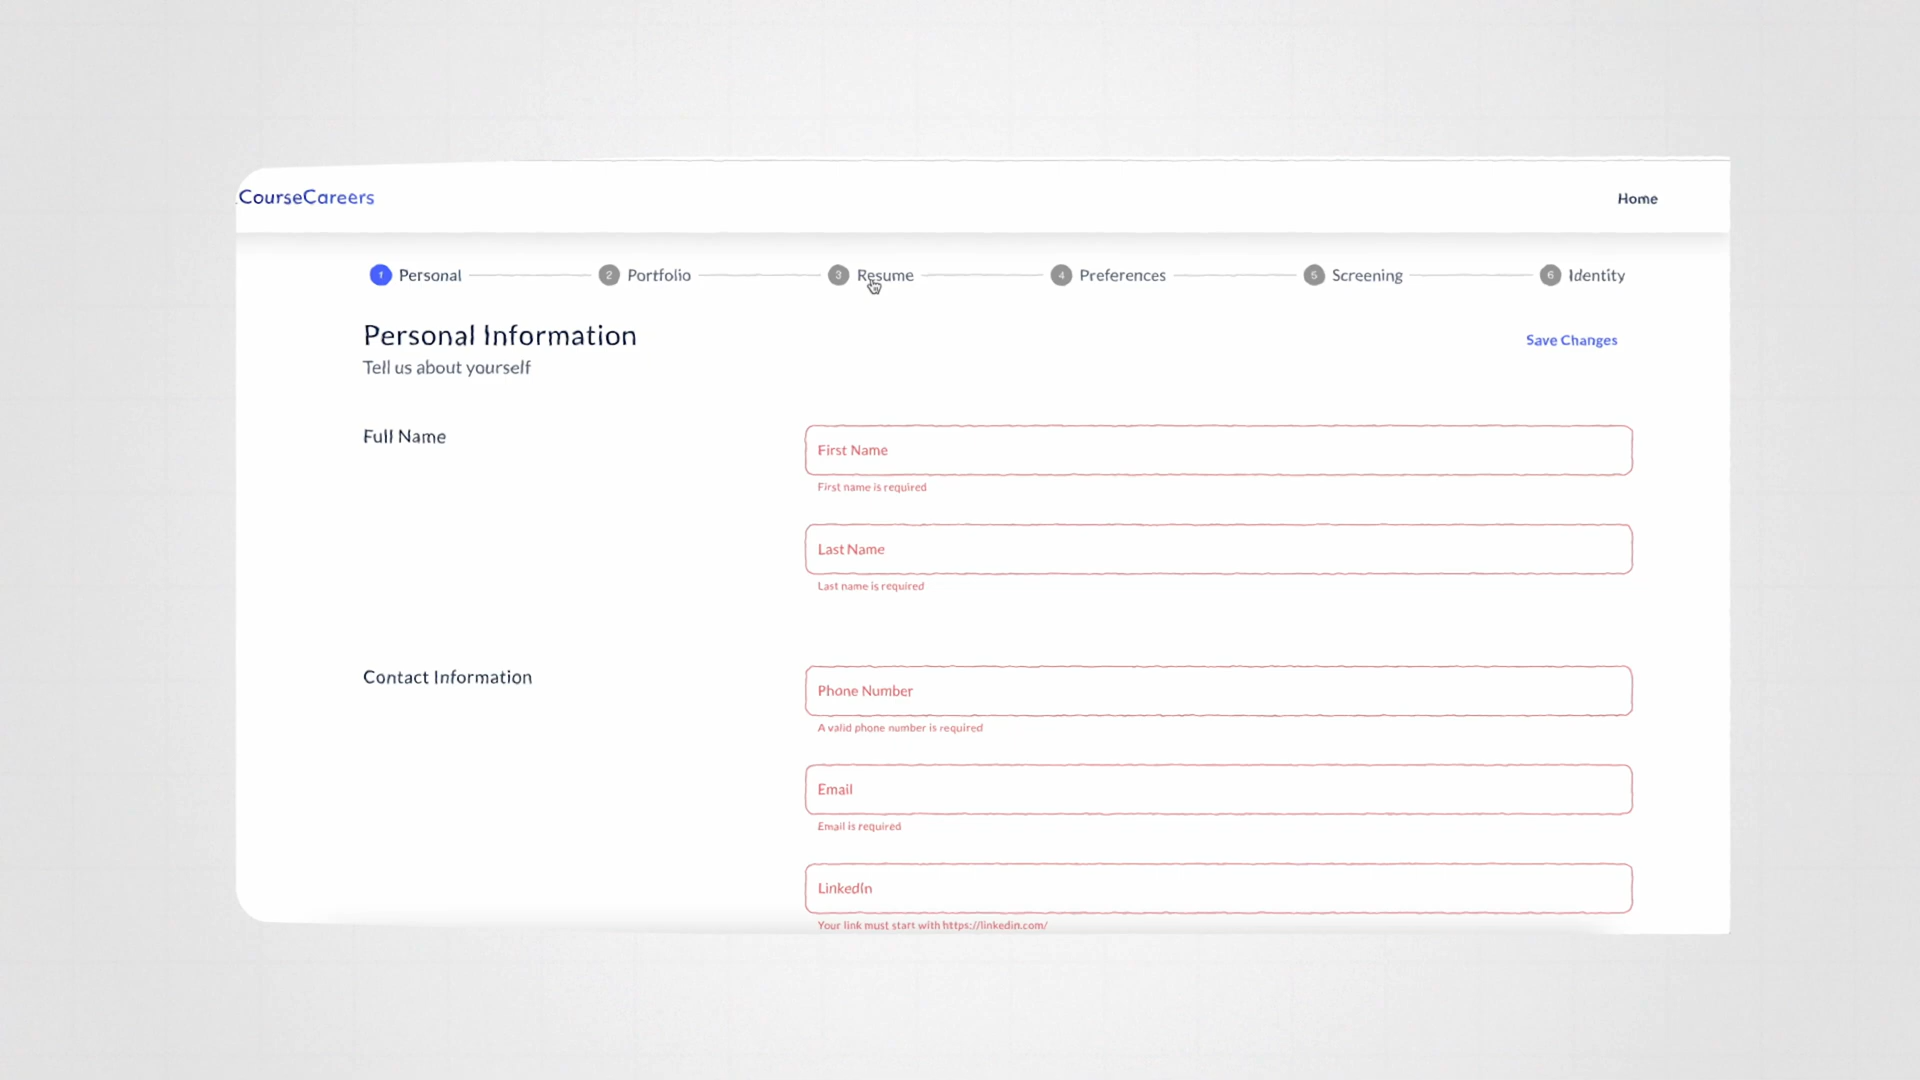 CourseCareers
Home
1 Personal 2 Portfolio 3 Resume 4 Preferences 5 Screening 6 Identity
Personal Information
Save Changes
Tell us about yourself
Full Name
First Name
First name is required
Last Name
Last name is required
Contact Information
Phone Number
A valid phone number is required
Email
Email is required
LinkedIn
Your link must start with https://linkedin.com/